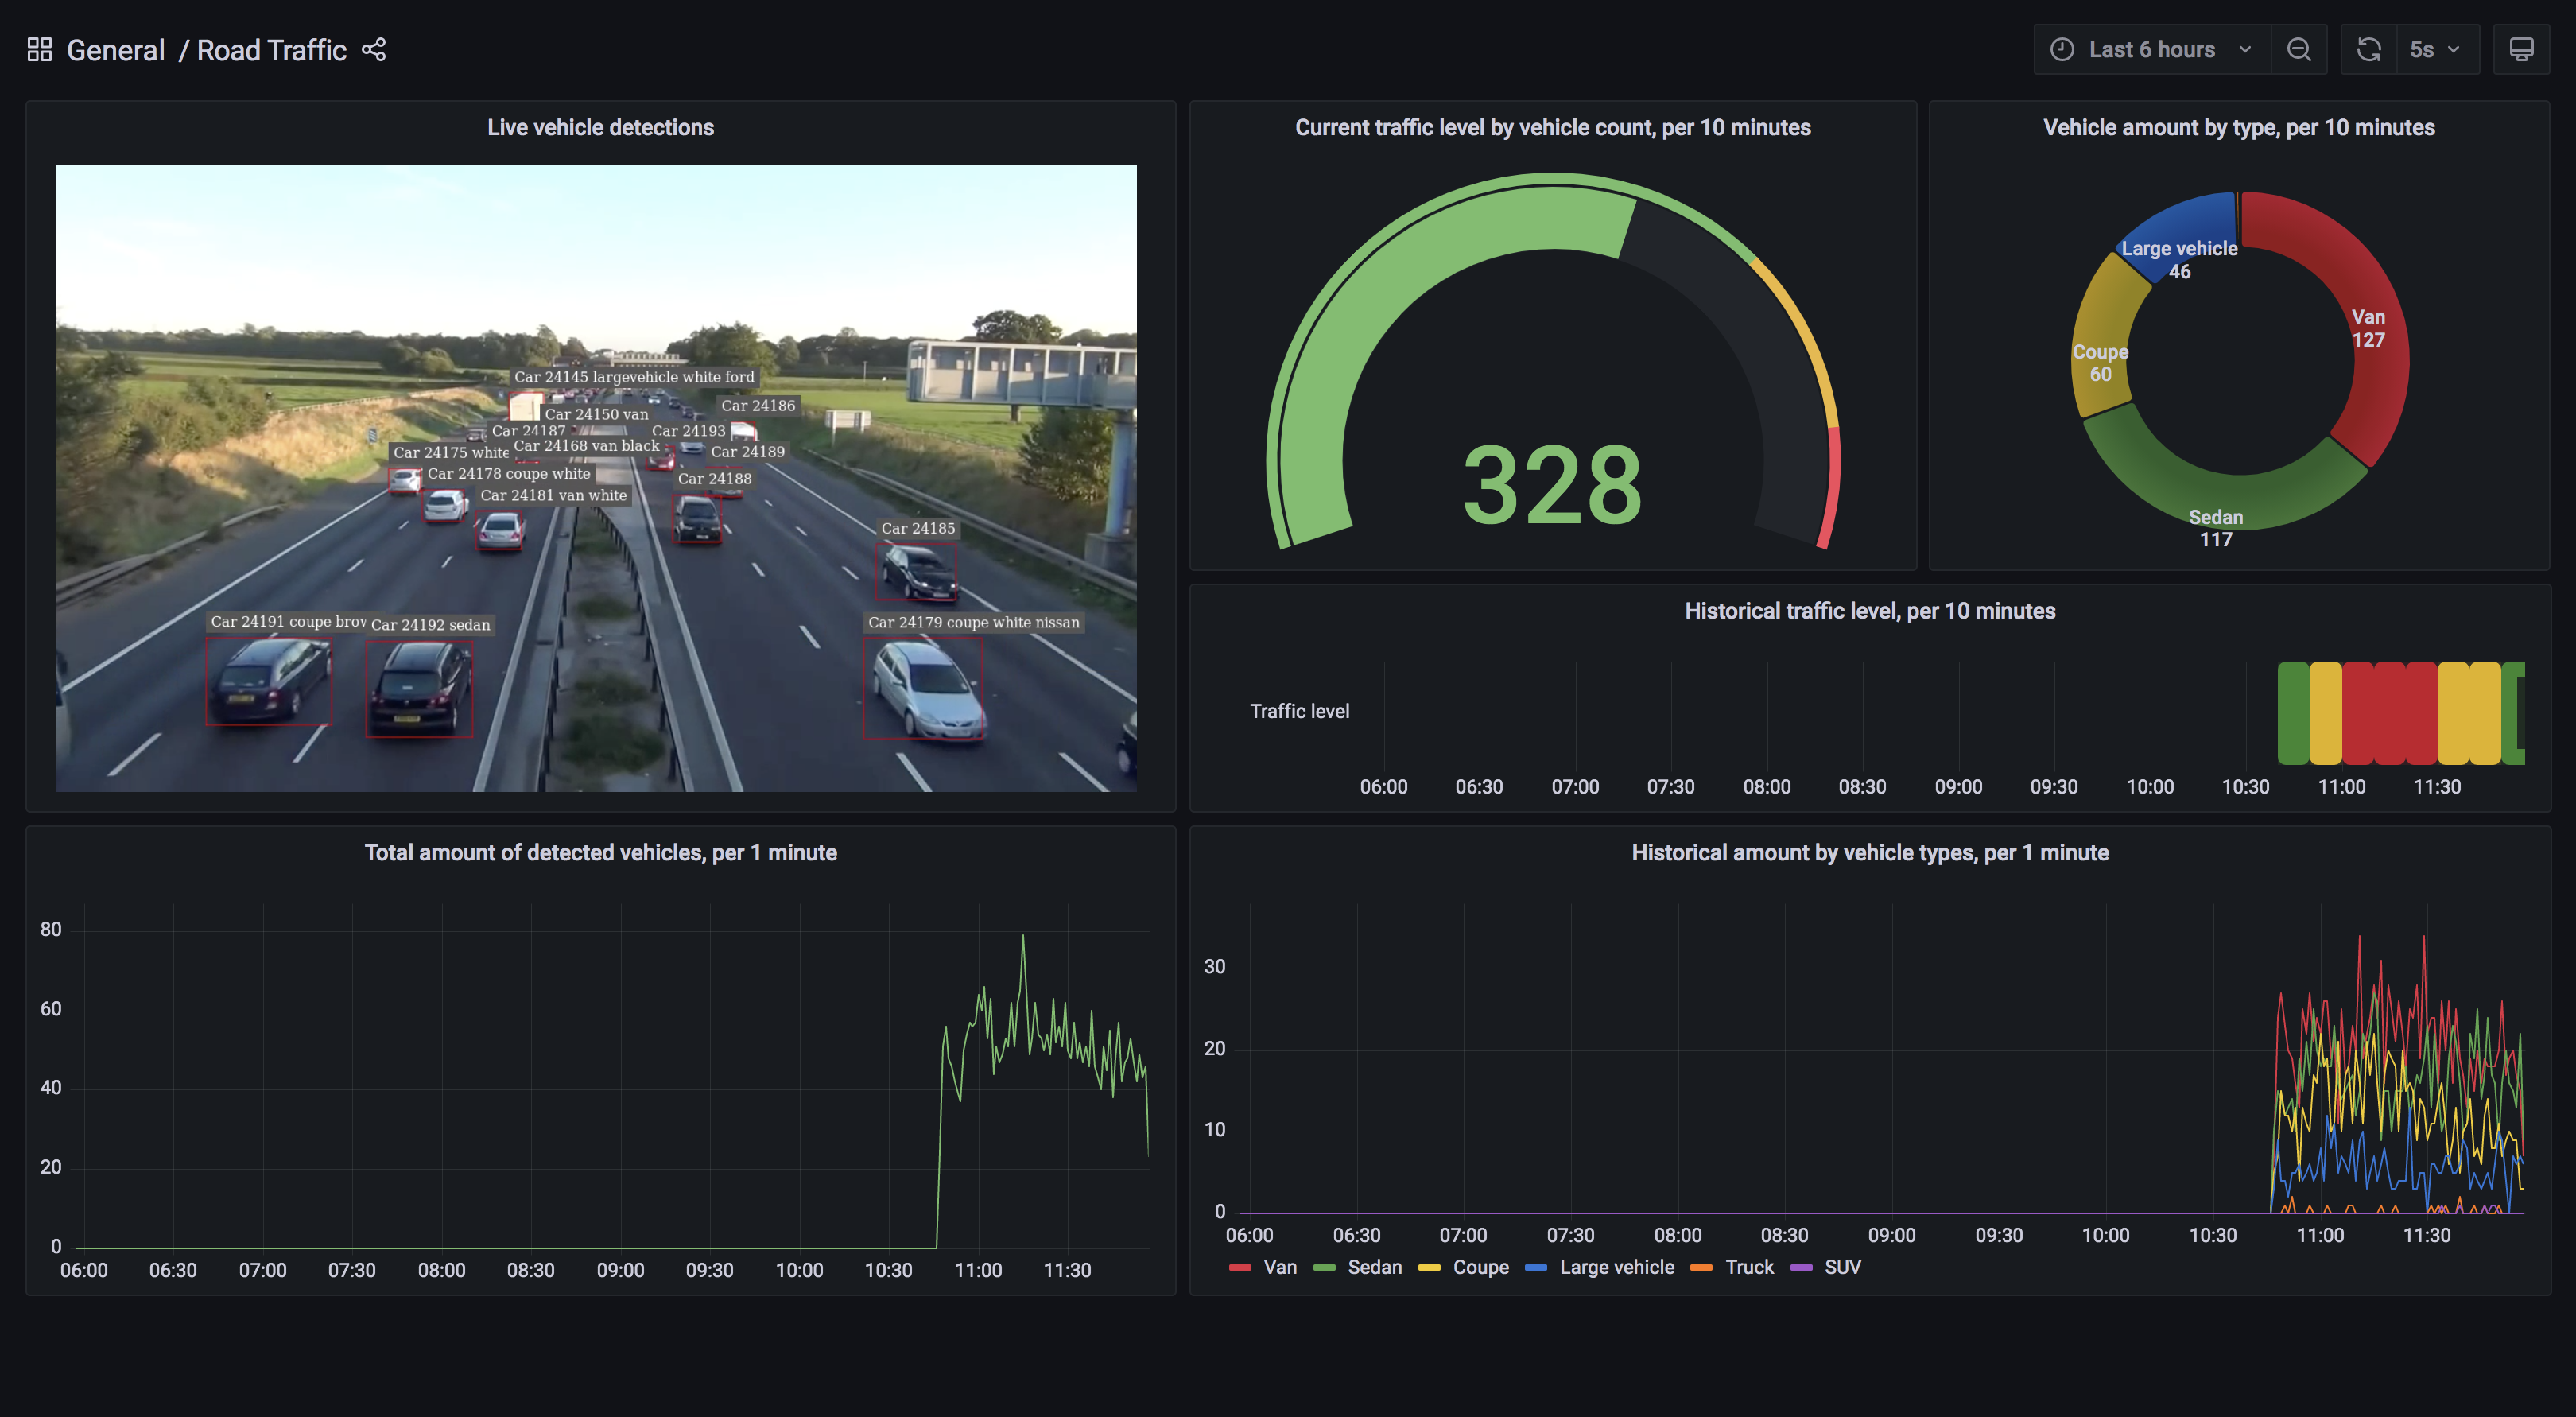 General / Road Traffic
Last 6 hours
5s
Live vehicle detections
Car 24145 largevehicle white ford
Car 24150 van
Car 24186
Car 24187
Car 24193
Car 24168 van black
Car 24175 white
Car 24189
Car 24178 coupe white
Car 24188
Car 24181 van white
Car 24185
Car 24191 coupe brow
Car 24192 sedan
Car 24179 coupe white nissan
Current traffic level by vehicle count, per 10 minutes
328
Vehicle amount by type, per 10 minutes
Large vehicle
46
Van
127
Coupe
60
Sedan
117
Historical traffic level, per 10 minutes
Traffic level
06:00 06:30 07:00 07:30 08:00 08:30 09:00 09:30 10:00 10:30 11:00 11:30
Total amount of detected vehicles, per 1 minute
80
60
40
20
0
06:00 06:30 07:00 07:30 08:00 08:30 09:00 09:30 10:00 10:30 11:00 11:30
Historical amount by vehicle types, per 1 minute
30
20
10
0
06:00 06:30 07:00 07:30 08:00 08:30 09:00 09:30 10:00 10:30 11:00 11:30
Van Sedan Coupe Large vehicle Truck SUV